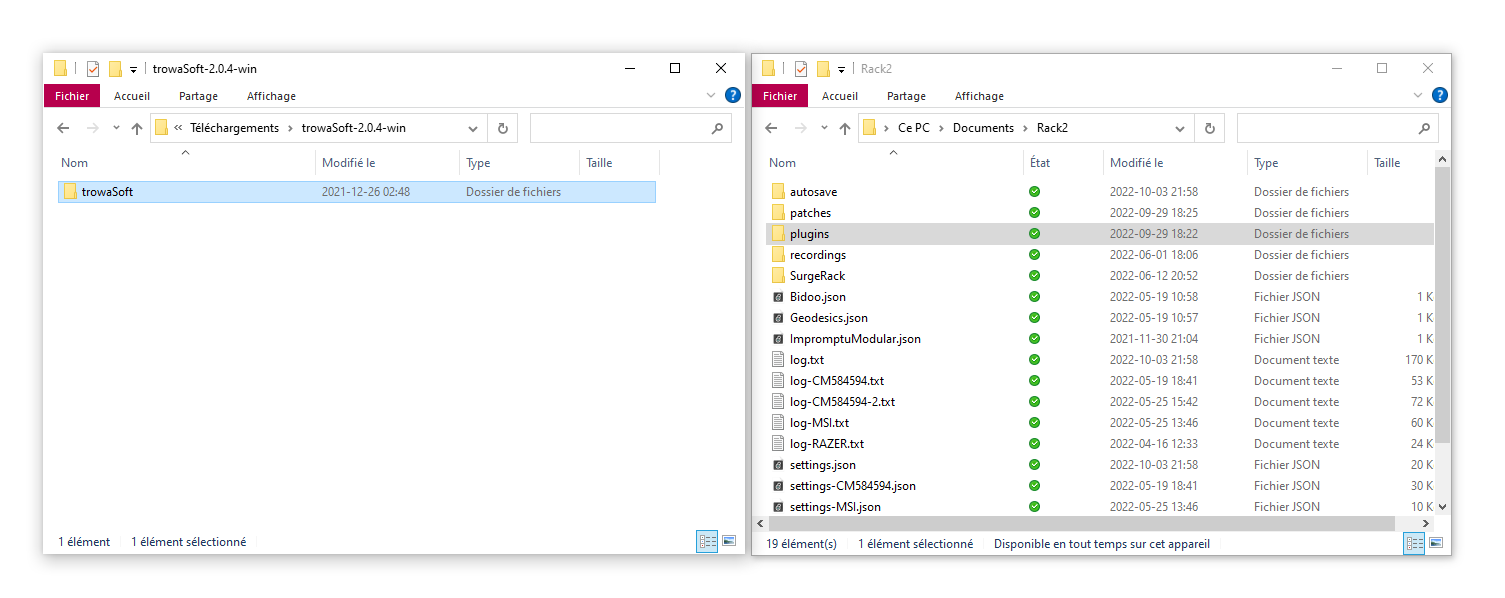 trowaSoft-2.0.4-win
Fichier Accueil Partage Affichage
« Téléchargements › trowaSoft-2.0.4-win
Nom Modifié le Type Taille
trowaSoft 2021-12-26 02:48 Dossier de fichiers
1 élément 1 élément sélectionné
Rack2
Fichier Accueil Partage Affichage
› Ce PC › Documents › Rack2
Nom État Modifié le Type Taille
autosave 2022-10-03 21:58 Dossier de fichiers
patches 2022-09-29 18:25 Dossier de fichiers
plugins 2022-09-29 18:22 Dossier de fichiers
recordings 2022-06-01 18:06 Dossier de fichiers
SurgeRack 2022-06-12 20:52 Dossier de fichiers
Bidoo.json 2022-05-19 10:58 Fichier JSON 1 K
Geodesics.json 2022-05-19 10:57 Fichier JSON 1 K
ImpromptuModular.json 2021-11-30 21:04 Fichier JSON 1 K
log.txt 2022-10-03 21:58 Document texte 170 K
log-CM584594.txt 2022-05-19 18:41 Document texte 53 K
log-CM584594-2.txt 2022-05-25 15:42 Document texte 72 K
log-MSI.txt 2022-05-25 13:46 Document texte 60 K
log-RAZER.txt 2022-04-16 12:33 Document texte 24 K
settings.json 2022-10-03 21:58 Fichier JSON 20 K
settings-CM584594.json 2022-05-19 18:41 Fichier JSON 30 K
settings-MSI.json 2022-05-25 13:46 Fichier JSON 10 K
19 élément(s) 1 élément sélectionné Disponible en tout temps sur cet appareil